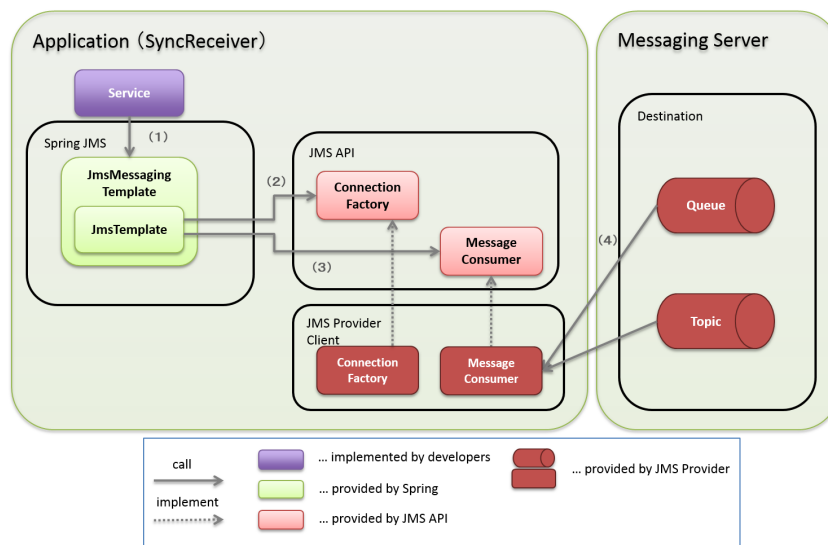 Application（SyncReceiver）
Messaging Server
Service
(1)
Spring JMS
JmsMessaging
Template
JmsTemplate
(2)
(3)
JMS API
Connection
Factory
Message
Consumer
JMS Provider
Client
Connection
Factory
Message
Consumer
(4)
Destination
Queue
Topic
call
implement
... implemented by developers
... provided by Spring
... provided by JMS API
... provided by JMS Provider